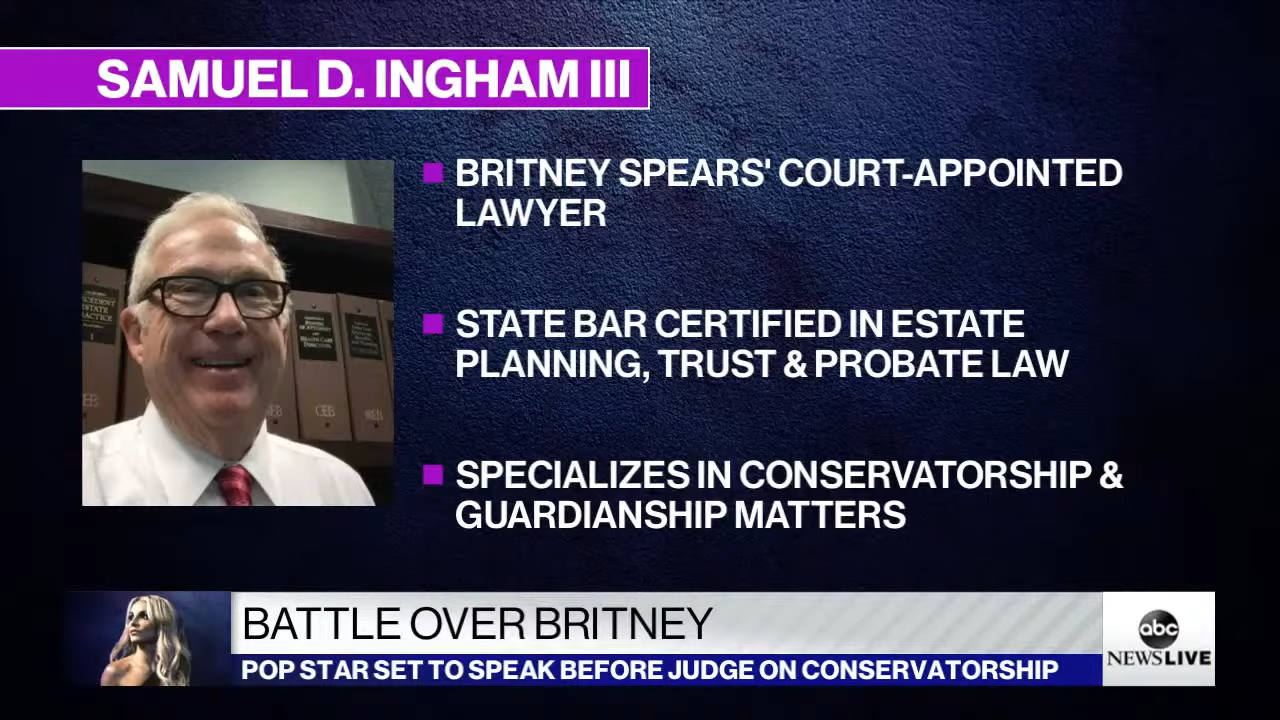 SAMUEL D. INGHAM III
BRITNEY SPEARS' COURT-APPOINTED
LAWYER
STATE BAR CERTIFIED IN ESTATE
PLANNING, TRUST & PROBATE LAW
SPECIALIZES IN CONSERVATORSHIP &
GUARDIANSHIP MATTERS
CEB
BATTLE OVER BRITNEY
POP STAR SET TO SPEAK BEFORE JUDGE ON CONSERVATORSHIP
abc
NEWSLIVE